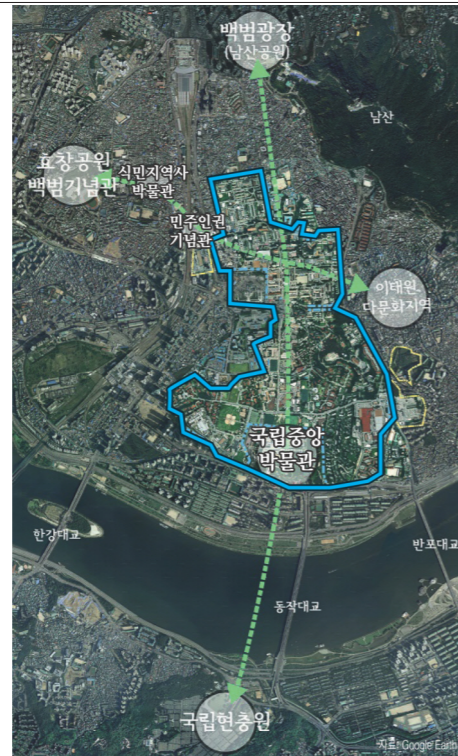 백범광장
(남산공원)
남산
효창공원
백범기념관
식민지역사
박물관
민주인권
기념관
이태원
다문화지역
국립중앙
박물관
한강대교
반포대교
동작대교
국립현충원
자료: Google Earth